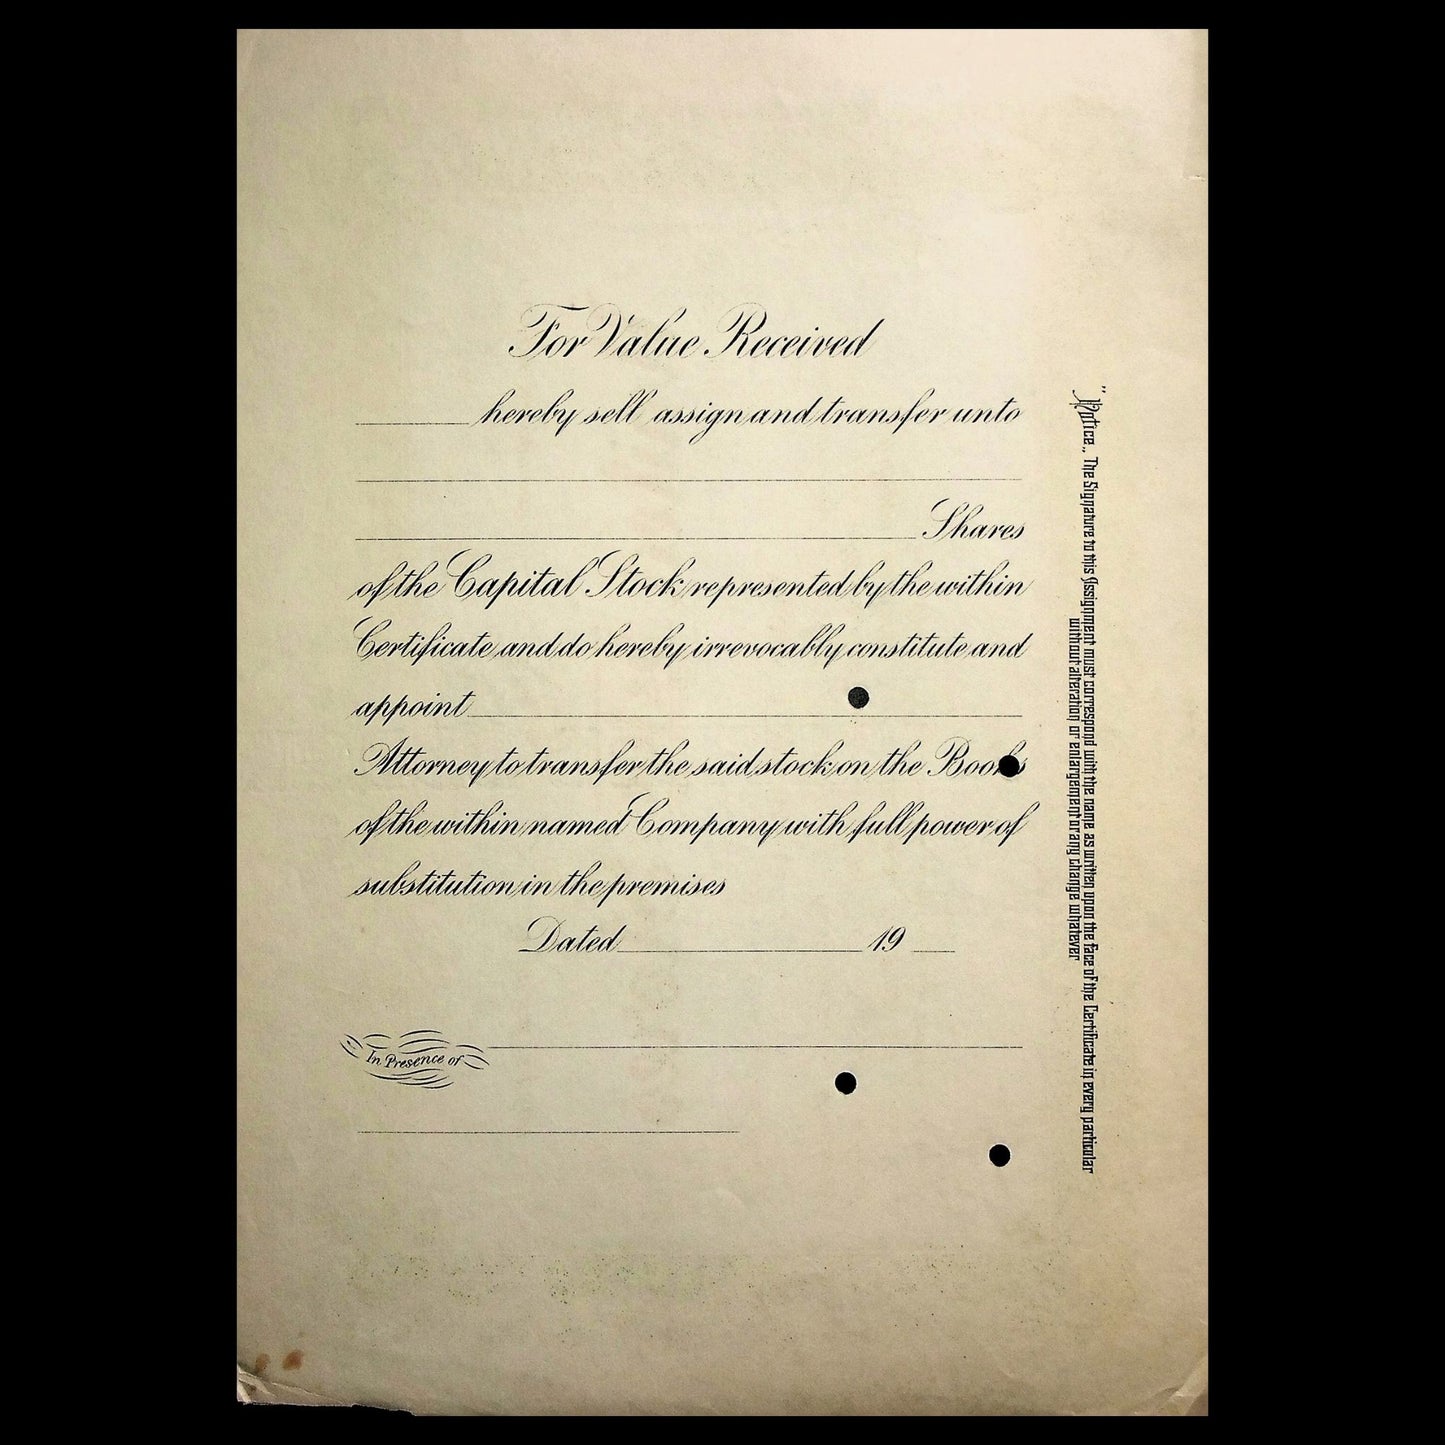 For Value Received
hereby sell assign and transfer unto
Shares
of the Capital Stock represented by the within
Certificate and do hereby irrevocably constitute and
appoint
Attorney to transfer the said stock on the Books
of the within named Company with full power of
substitution in the premises
Dated 19
In Presence of
"Notice,, The Signature to this Assignment must correspond with the name as written upon the face of the Certificate in every particular
without alteration or enlargement or any change whatever